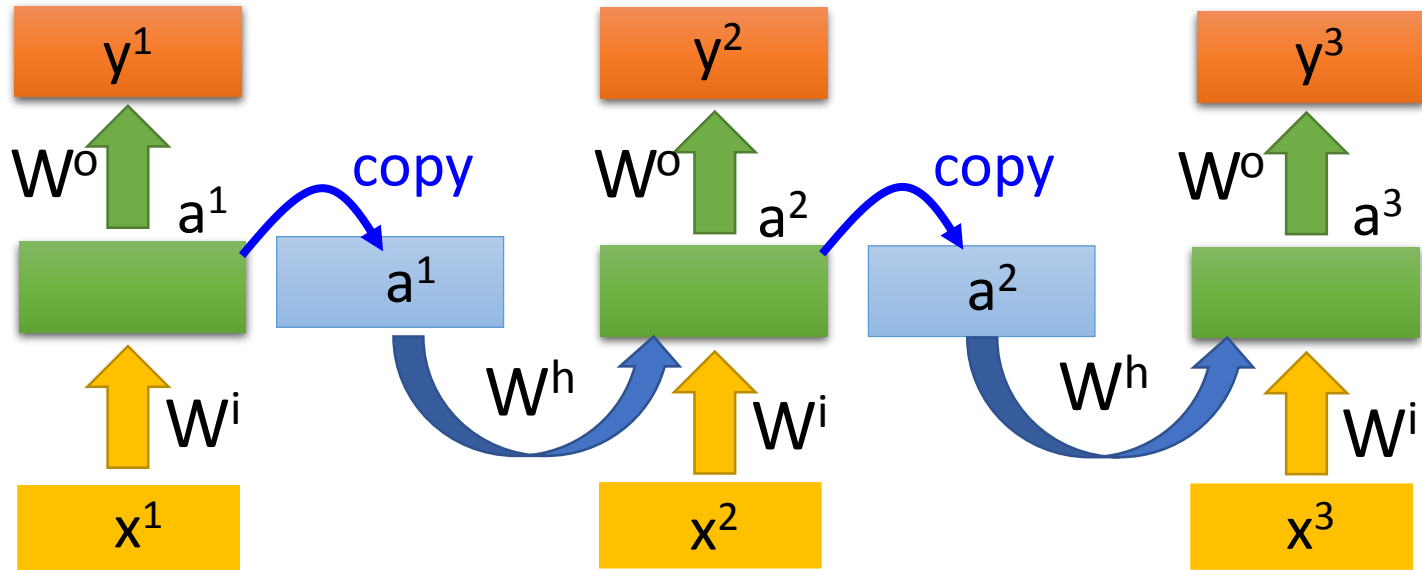 y¹ y² y³
Wᵒ copy Wᵒ copy Wᵒ
a¹ a² a³
a¹ a²
Wʰ Wʰ
Wⁱ Wⁱ Wⁱ
x¹ x² x³